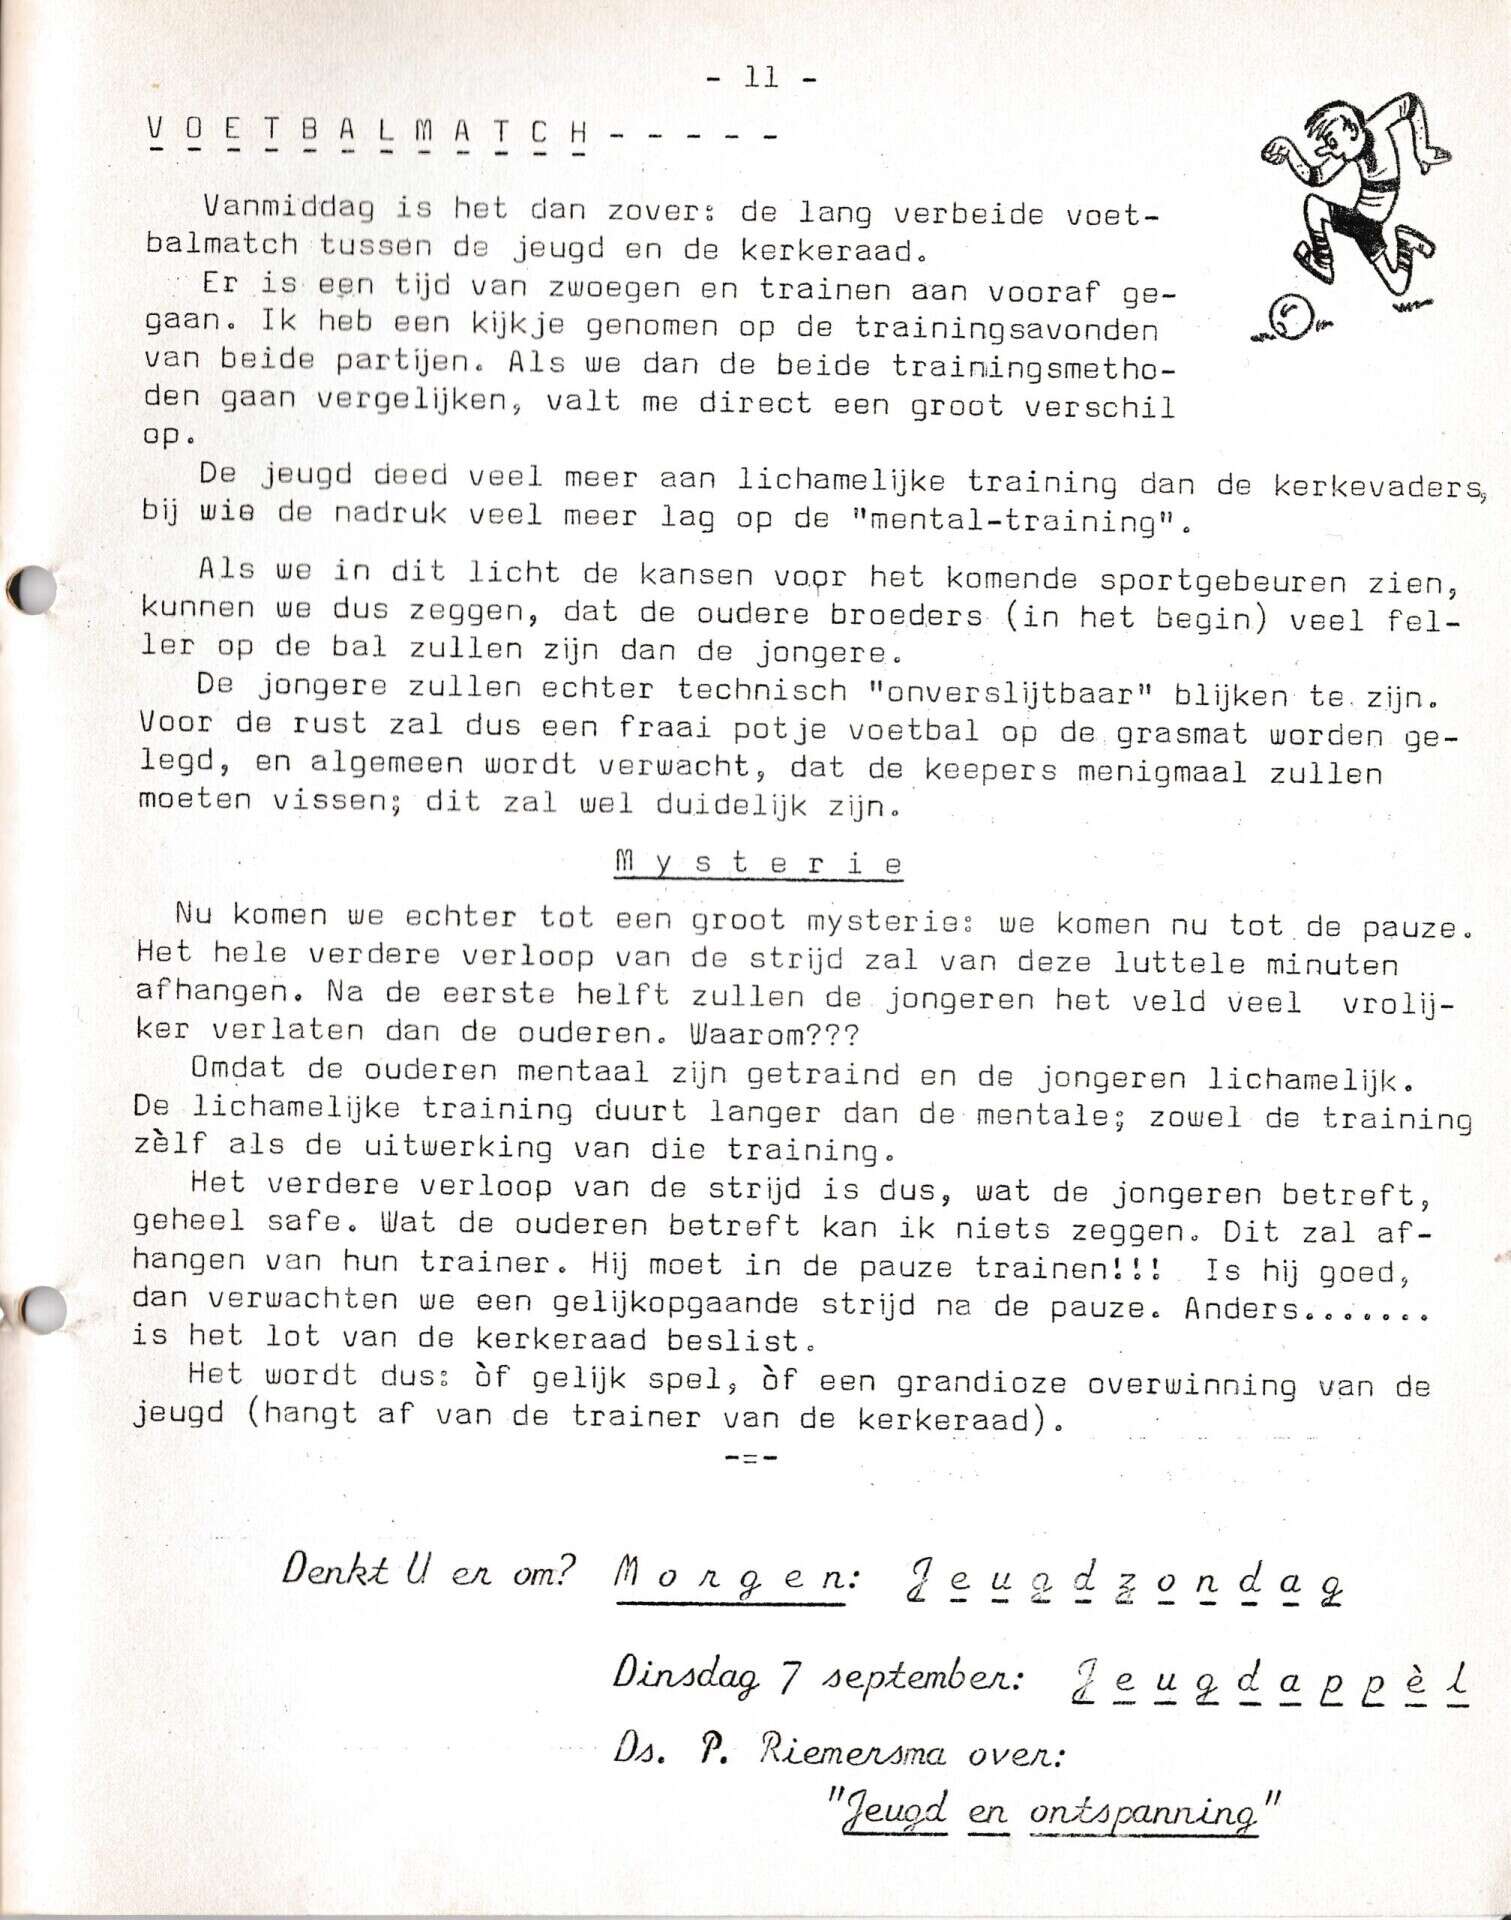 - 11 -
V O E T B A L M A T C H - - - - -
Vanmiddag is het dan zover: de lang verbeide voet-
balmatch tussen de jeugd en de kerkeraad.
Er is een tijd van zwoegen en trainen aan vooraf ge-
gaan. Ik heb een kijkje genomen op de trainingsavonden
van beide partijen. Als we dan de beide trainingsmetho-
den gaan vergelijken, valt me direct een groot verschil
op.
De jeugd deed veel meer aan lichamelijke training dan de kerkevaders,
bij wie de nadruk veel meer lag op de "mental-training".
Als we in dit licht de kansen voor het komende sportgebeuren zien,
kunnen we dus zeggen, dat de oudere broeders (in het begin) veel fel-
ler op de bal zullen zijn dan de jongere.
De jongere zullen echter technisch "onverslijtbaar" blijken te zijn.
Voor de rust zal dus een fraai potje voetbal op de grasmat worden ge-
legd, en algemeen wordt verwacht, dat de keepers menigmaal zullen
moeten vissen; dit zal wel duidelijk zijn.
M y s t e r i e
Nu komen we echter tot een groot mysterie: we komen nu tot de pauze.
Het hele verdere verloop van de strijd zal van deze luttele minuten
afhangen. Na de eerste helft zullen de jongeren het veld veel vrolij-
ker verlaten dan de ouderen. Waarom???
Omdat de ouderen mentaal zijn getraind en de jongeren lichamelijk.
De lichamelijke training duurt langer dan de mentale; zowel de training
zèlf als de uitwerking van die training.
Het verdere verloop van de strijd is dus, wat de jongeren betreft,
geheel safe. Wat de ouderen betreft kan ik niets zeggen. Dit zal af-
hangen van hun trainer. Hij moet in de pauze trainen!!! Is hij goed,
dan verwachten we een gelijkopgaande strijd na de pauze. Anders.......
is het lot van de kerkeraad beslist.
Het wordt dus: òf gelijk spel, òf een grandioze overwinning van de
jeugd (hangt af van de trainer van de kerkeraad).
-=-
Denkt U er om? M o r g e n: J e u g d z o n d a g
Dinsdag 7 september: J e u g d a p p è l
Ds. P. Riemersma over:
"Jeugd en ontspanning"